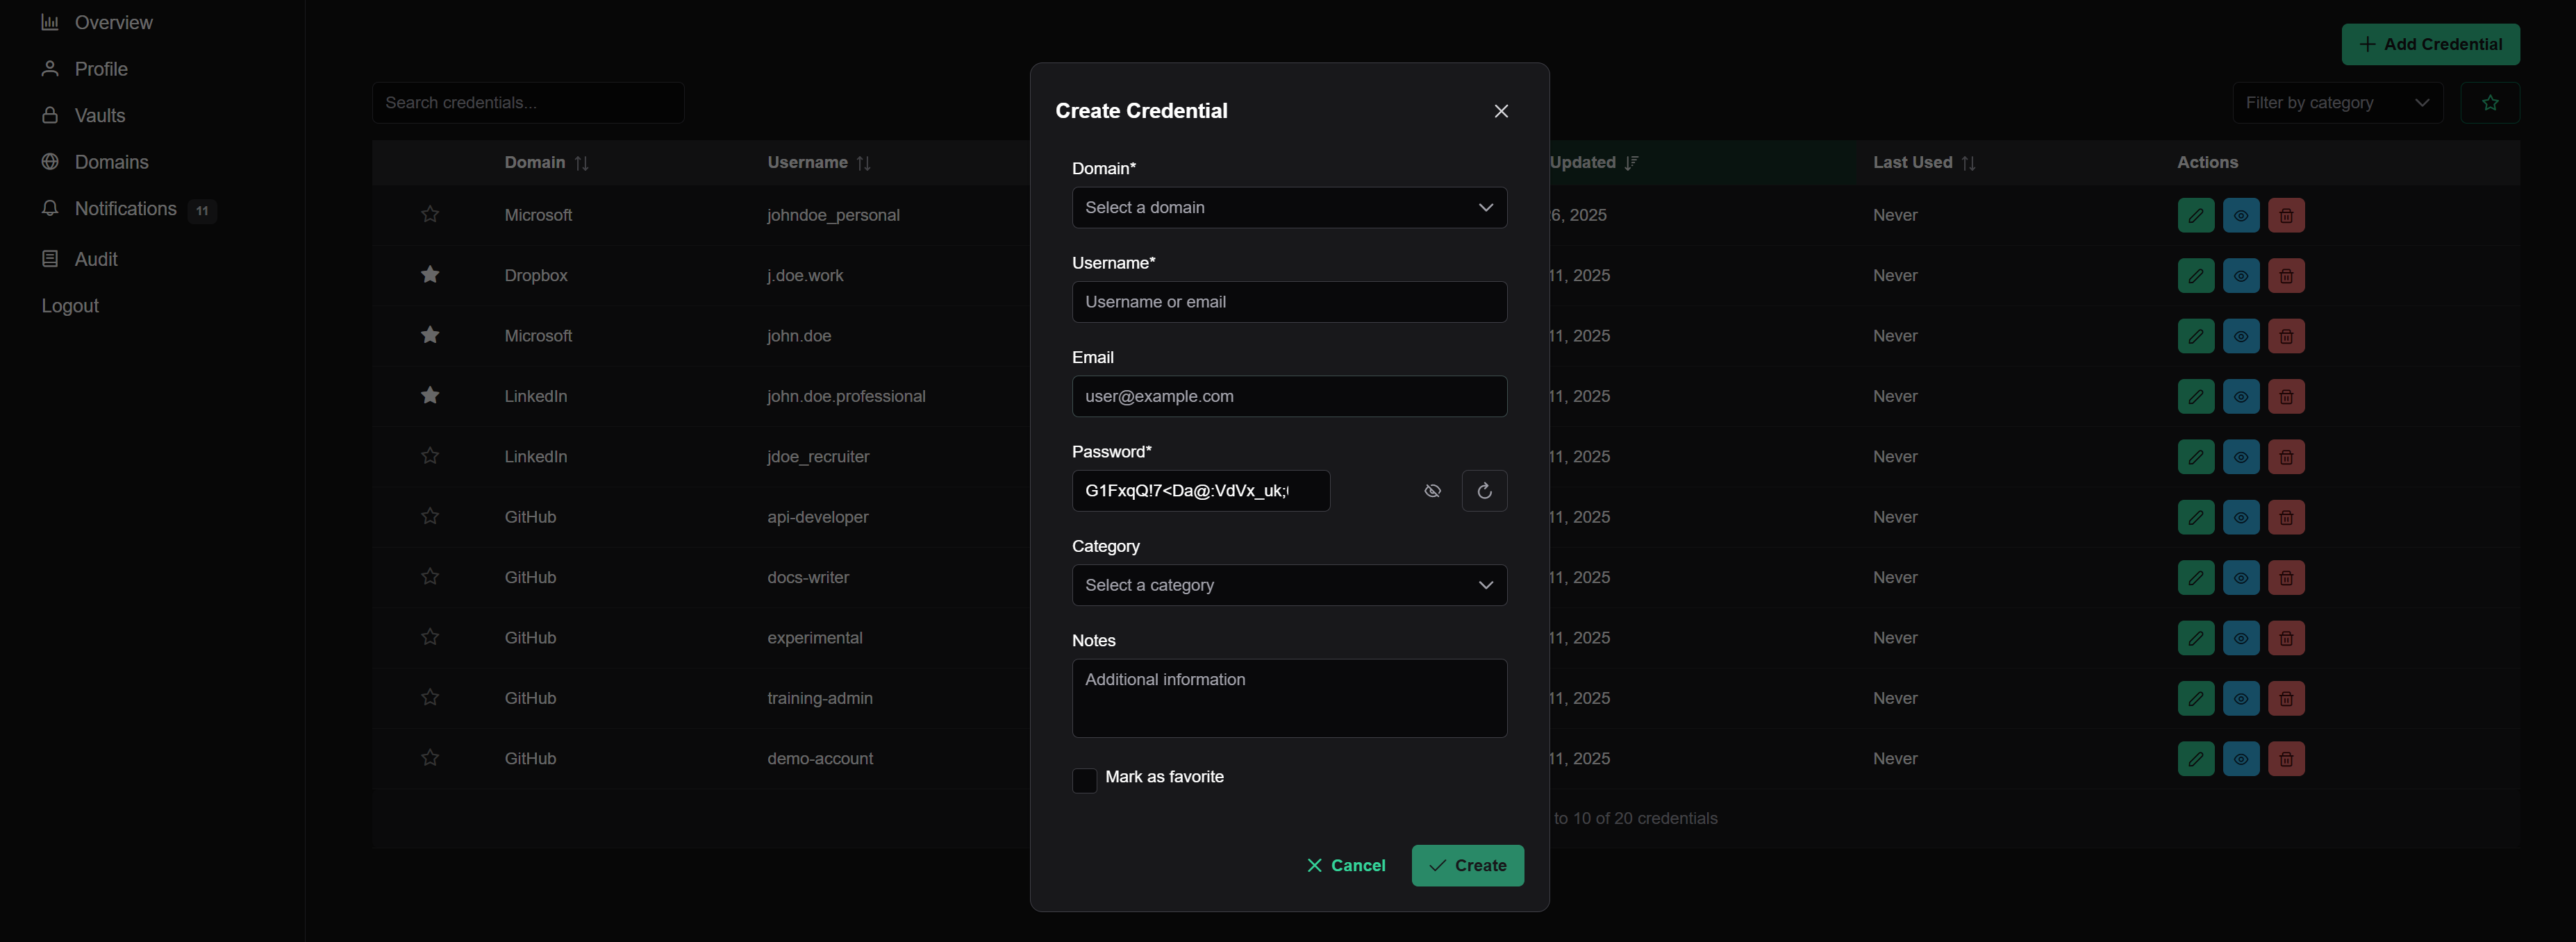 Overview
Profile
Vaults
Domains
Notifications 11
Audit
Logout
Add Credential
Search credentials...
Filter by category
Domain Username Updated Last Used Actions
Microsoft johndoe_personal 6, 2025 Never
Dropbox j.doe.work 11, 2025 Never
Microsoft john.doe 11, 2025 Never
LinkedIn john.doe.professional 11, 2025 Never
LinkedIn jdoe_recruiter 11, 2025 Never
GitHub api-developer 11, 2025 Never
GitHub docs-writer 11, 2025 Never
GitHub experimental 11, 2025 Never
GitHub training-admin 11, 2025 Never
GitHub demo-account 11, 2025 Never
to 10 of 20 credentials
Create Credential
Domain*
Select a domain
Username*
Username or email
Email
user@example.com
Password*
G1FxqQ!7<Da@:VdVx_uk;
Category
Select a category
Notes
Additional information
Mark as favorite
Cancel
Create